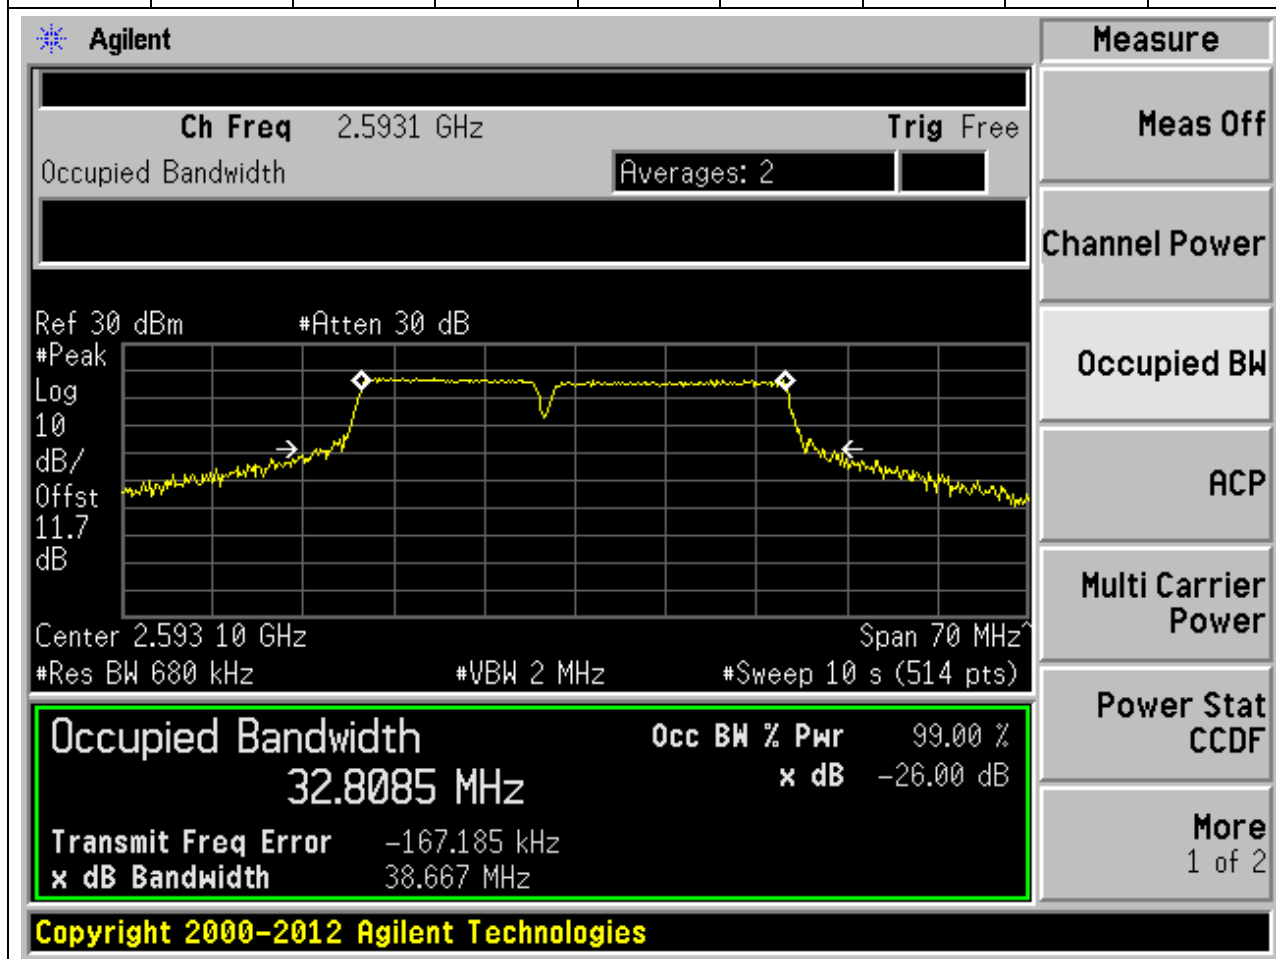 Agilent
Measure
Ch Freq 2.5931 GHz Trig Free
Occupied Bandwidth Averages: 2
Meas Off
Channel Power
Occupied BW
ACP
Multi Carrier
Power
Power Stat
CCDF
More
1 of 2
Ref 30 dBm #Atten 30 dB
#Peak
Log
10
dB/
Offst
11.7
dB
Center 2.593 10 GHz Span 70 MHz^
#Res BW 680 kHz #VBW 2 MHz #Sweep 10 s (514 pts)
Occupied Bandwidth Occ BW % Pwr 99.00 %
32.8085 MHz x dB -26.00 dB
Transmit Freq Error -167.185 kHz
x dB Bandwidth 38.667 MHz
Copyright 2000-2012 Agilent Technologies